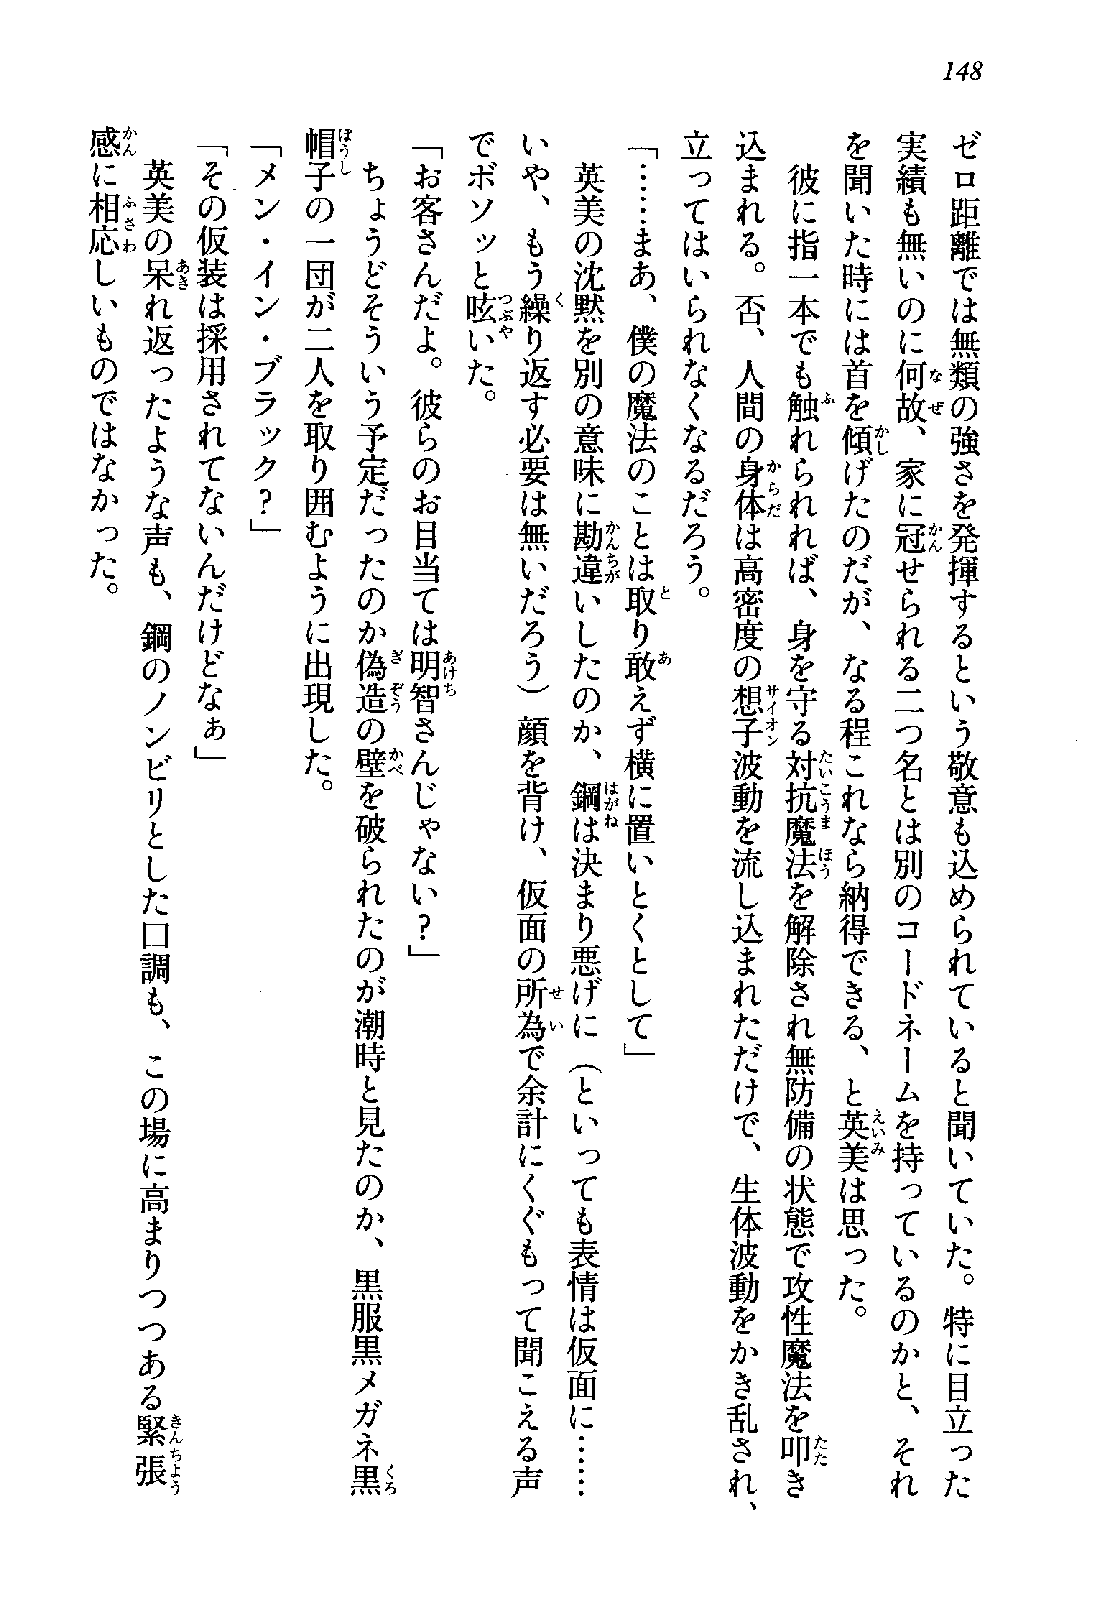 148
ゼロ距離では無類の強さを発揮するという敬意も込められていると聞いていた。特に目立った
実績も無いのに何故、家に冠せられる二つ名とは別のコードネームを持っているのかと、それ
を聞いた時には首を傾げたのだが、なる程これなら納得できる、と英美は思った。
彼に指一本でも触れられれば、身を守る対抗魔法を解除され無防備の状態で攻性魔法を叩き
込まれる。否、人間の身体は高密度の想子波動を流し込まれただけで、生体波動をかき乱され、
立ってはいられなくなるだろう。
「……まあ、僕の魔法のことは取り敢えず横に置いとくとして」
英美の沈黙を別の意味に勘違いしたのか、鋼は決まり悪げに（といっても表情は仮面に……
いや、もう繰り返す必要は無いだろう）顔を背け、仮面の所為で余計にくぐもって聞こえる声
でボソッと呟いた。
「お客さんだよ。彼らのお目当ては明智さんじゃない？」
ちょうどそういう予定だったのか偽造の壁を破られたのが潮時と見たのか、黒服黒メガネ黒
帽子の一団が二人を取り囲むように出現した。
「メン・イン・ブラック？」
「その仮装は採用されてないんだけどなぁ」
英美の呆れ返ったような声も、鋼のノンビリとした口調も、この場に高まりつつある緊張
感に相応しいものではなかった。